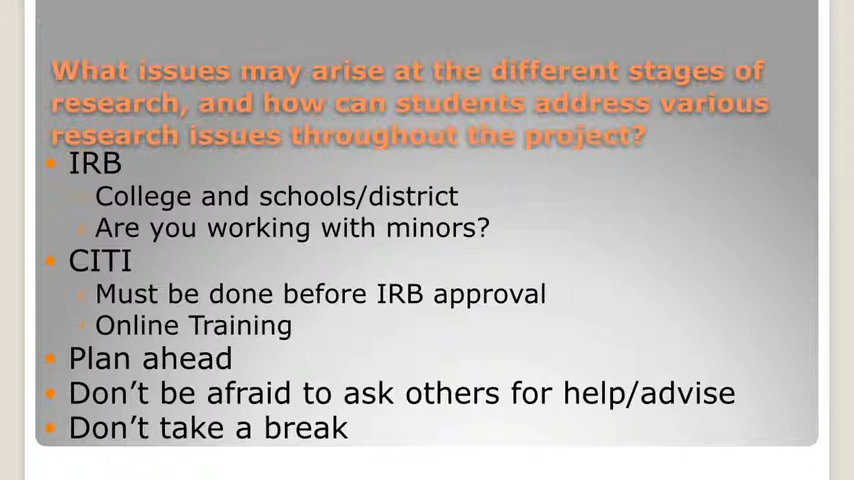 What issues may arise at the different stages of
research, and how can students address various
research issues throughout the project?
IRB
College and schools/district
Are you working with minors?
CITI
Must be done before IRB approval
Online Training
Plan ahead
Don't be afraid to ask others for help/advise
Don't take a break